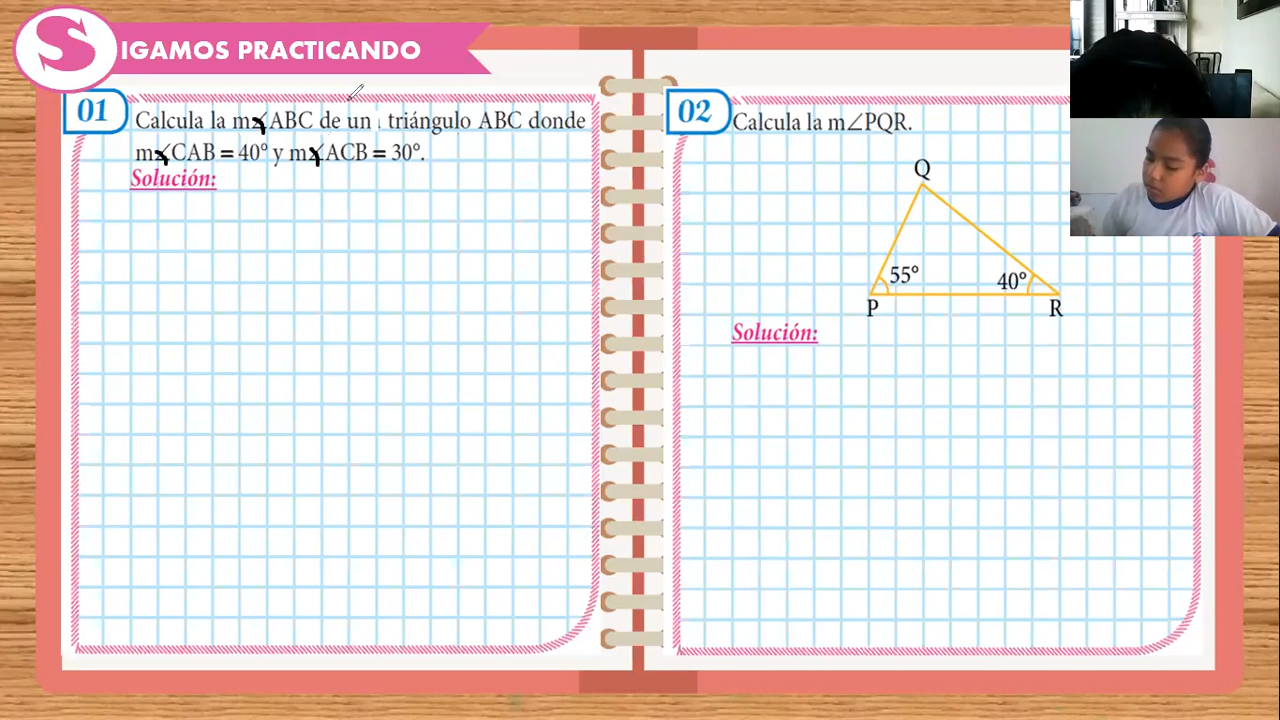 SIGAMOS PRACTICANDO
01
Calcula la m∡ABC de un triángulo ABC donde
m∡CAB = 40° y m∡ACB = 30°.
Solución:
02
Calcula la m∠PQR.
Q
55°
40°
P
R
Solución: